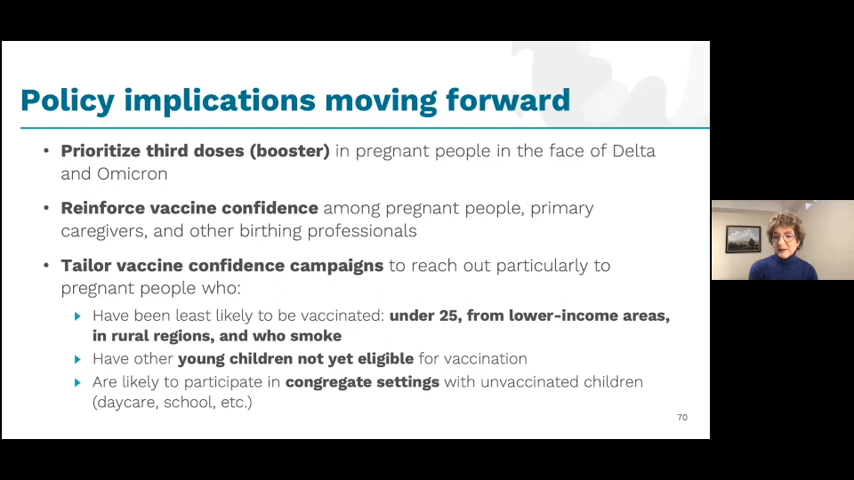 Policy implications moving forward
• Prioritize third doses (booster) in pregnant people in the face of Delta
and Omicron
• Reinforce vaccine confidence among pregnant people, primary
caregivers, and other birthing professionals
• Tailor vaccine confidence campaigns to reach out particularly to
pregnant people who:
Have been least likely to be vaccinated: under 25, from lower-income areas,
in rural regions, and who smoke
Have other young children not yet eligible for vaccination
Are likely to participate in congregate settings with unvaccinated children
(daycare, school, etc.)
70